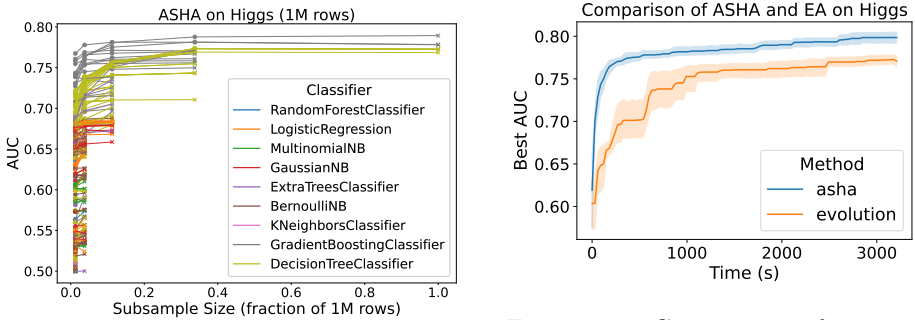 ASHA on Higgs (1M rows)
0.80
0.75
0.70
0.65
0.60
0.55
0.50
AUC
Classifier
RandomForestClassifier
LogisticRegression
MultinomialNB
GaussianNB
ExtraTreesClassifier
BernoulliNB
KNeighborsClassifier
GradientBoostingClassifier
DecisionTreeClassifier
0.0 0.2 0.4 0.6 0.8 1.0
Subsample Size (fraction of 1M rows)
Comparison of ASHA and EA on Higgs
0.80
0.75
0.70
0.65
0.60
Best AUC
Method
asha
evolution
0 1000 2000 3000
Time (s)